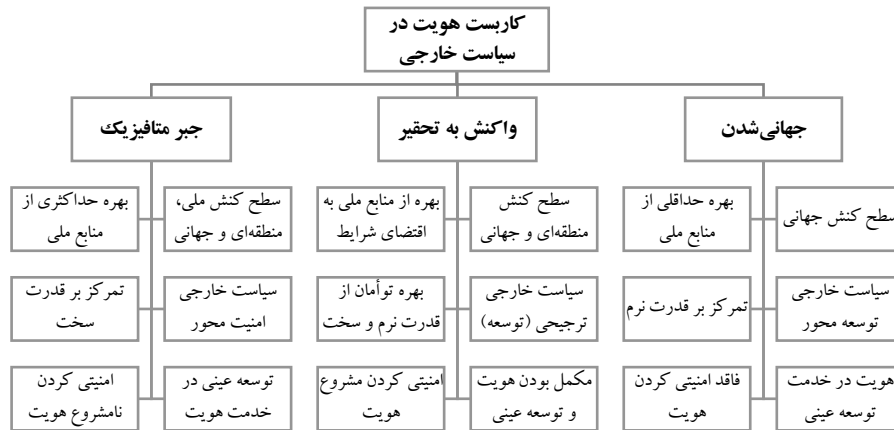 کاربست هویت در
سیاست خارجی
جهانی‌شدن
واکنش به تحقیر
جبر متافیزیک
سطح کنش جهانی
بهره حداقلی از
منابع ملی
سطح کنش
منطقه‌ای و جهانی
بهره از منابع ملی به
اقتضای شرایط
سطح کنش ملی،
منطقه‌ای و جهانی
بهره حداکثری از
منابع ملی
سیاست خارجی
توسعه محور
تمرکز بر قدرت نرم
سیاست خارجی
ترجیحی (توسعه)
بهره توأمان از
قدرت نرم و سخت
سیاست خارجی
امنیت محور
تمرکز بر قدرت
سخت
هویت در خدمت
توسعه عینی
فاقد امنیتی کردن
هویت
مکمل بودن هویت
و توسعه عینی
امنیتی کردن مشروع
هویت
توسعه عینی در
خدمت هویت
امنیتی کردن
نامشروع هویت